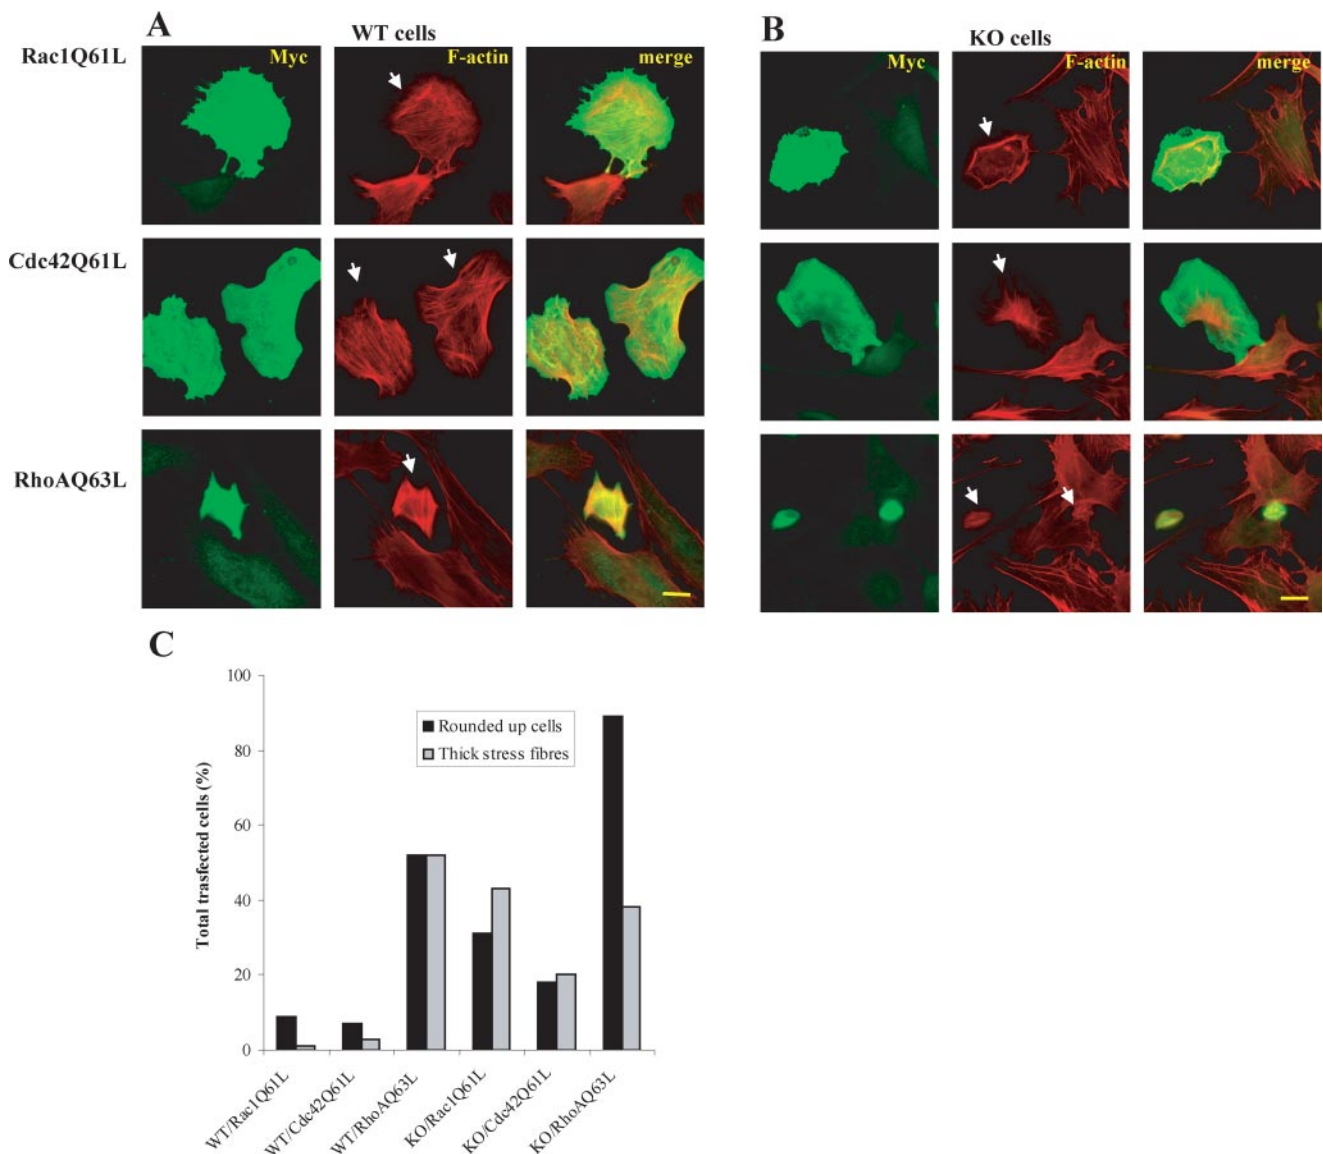 A
WT cells
B
KO cells
Rac1Q61L
Myc
F-actin
merge
Myc
F-actin
merge
Cdc42Q61L
RhoAQ63L
C
Total trasfected cells (%)
100
80
60
40
20
0
Rounded up cells
Thick stress fibres
WT/Rac1Q61L
WT/Cdc42Q61L
WT/RhoAQ63L
KO/Rac1Q61L
KO/Cdc42Q61L
KO/RhoAQ63L